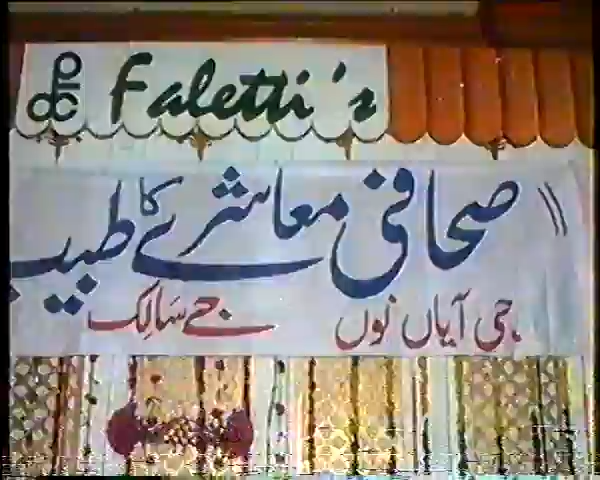 Faletti's
"صحافی معاشرے کا طبیب
جی آیاں نوں جے سالک